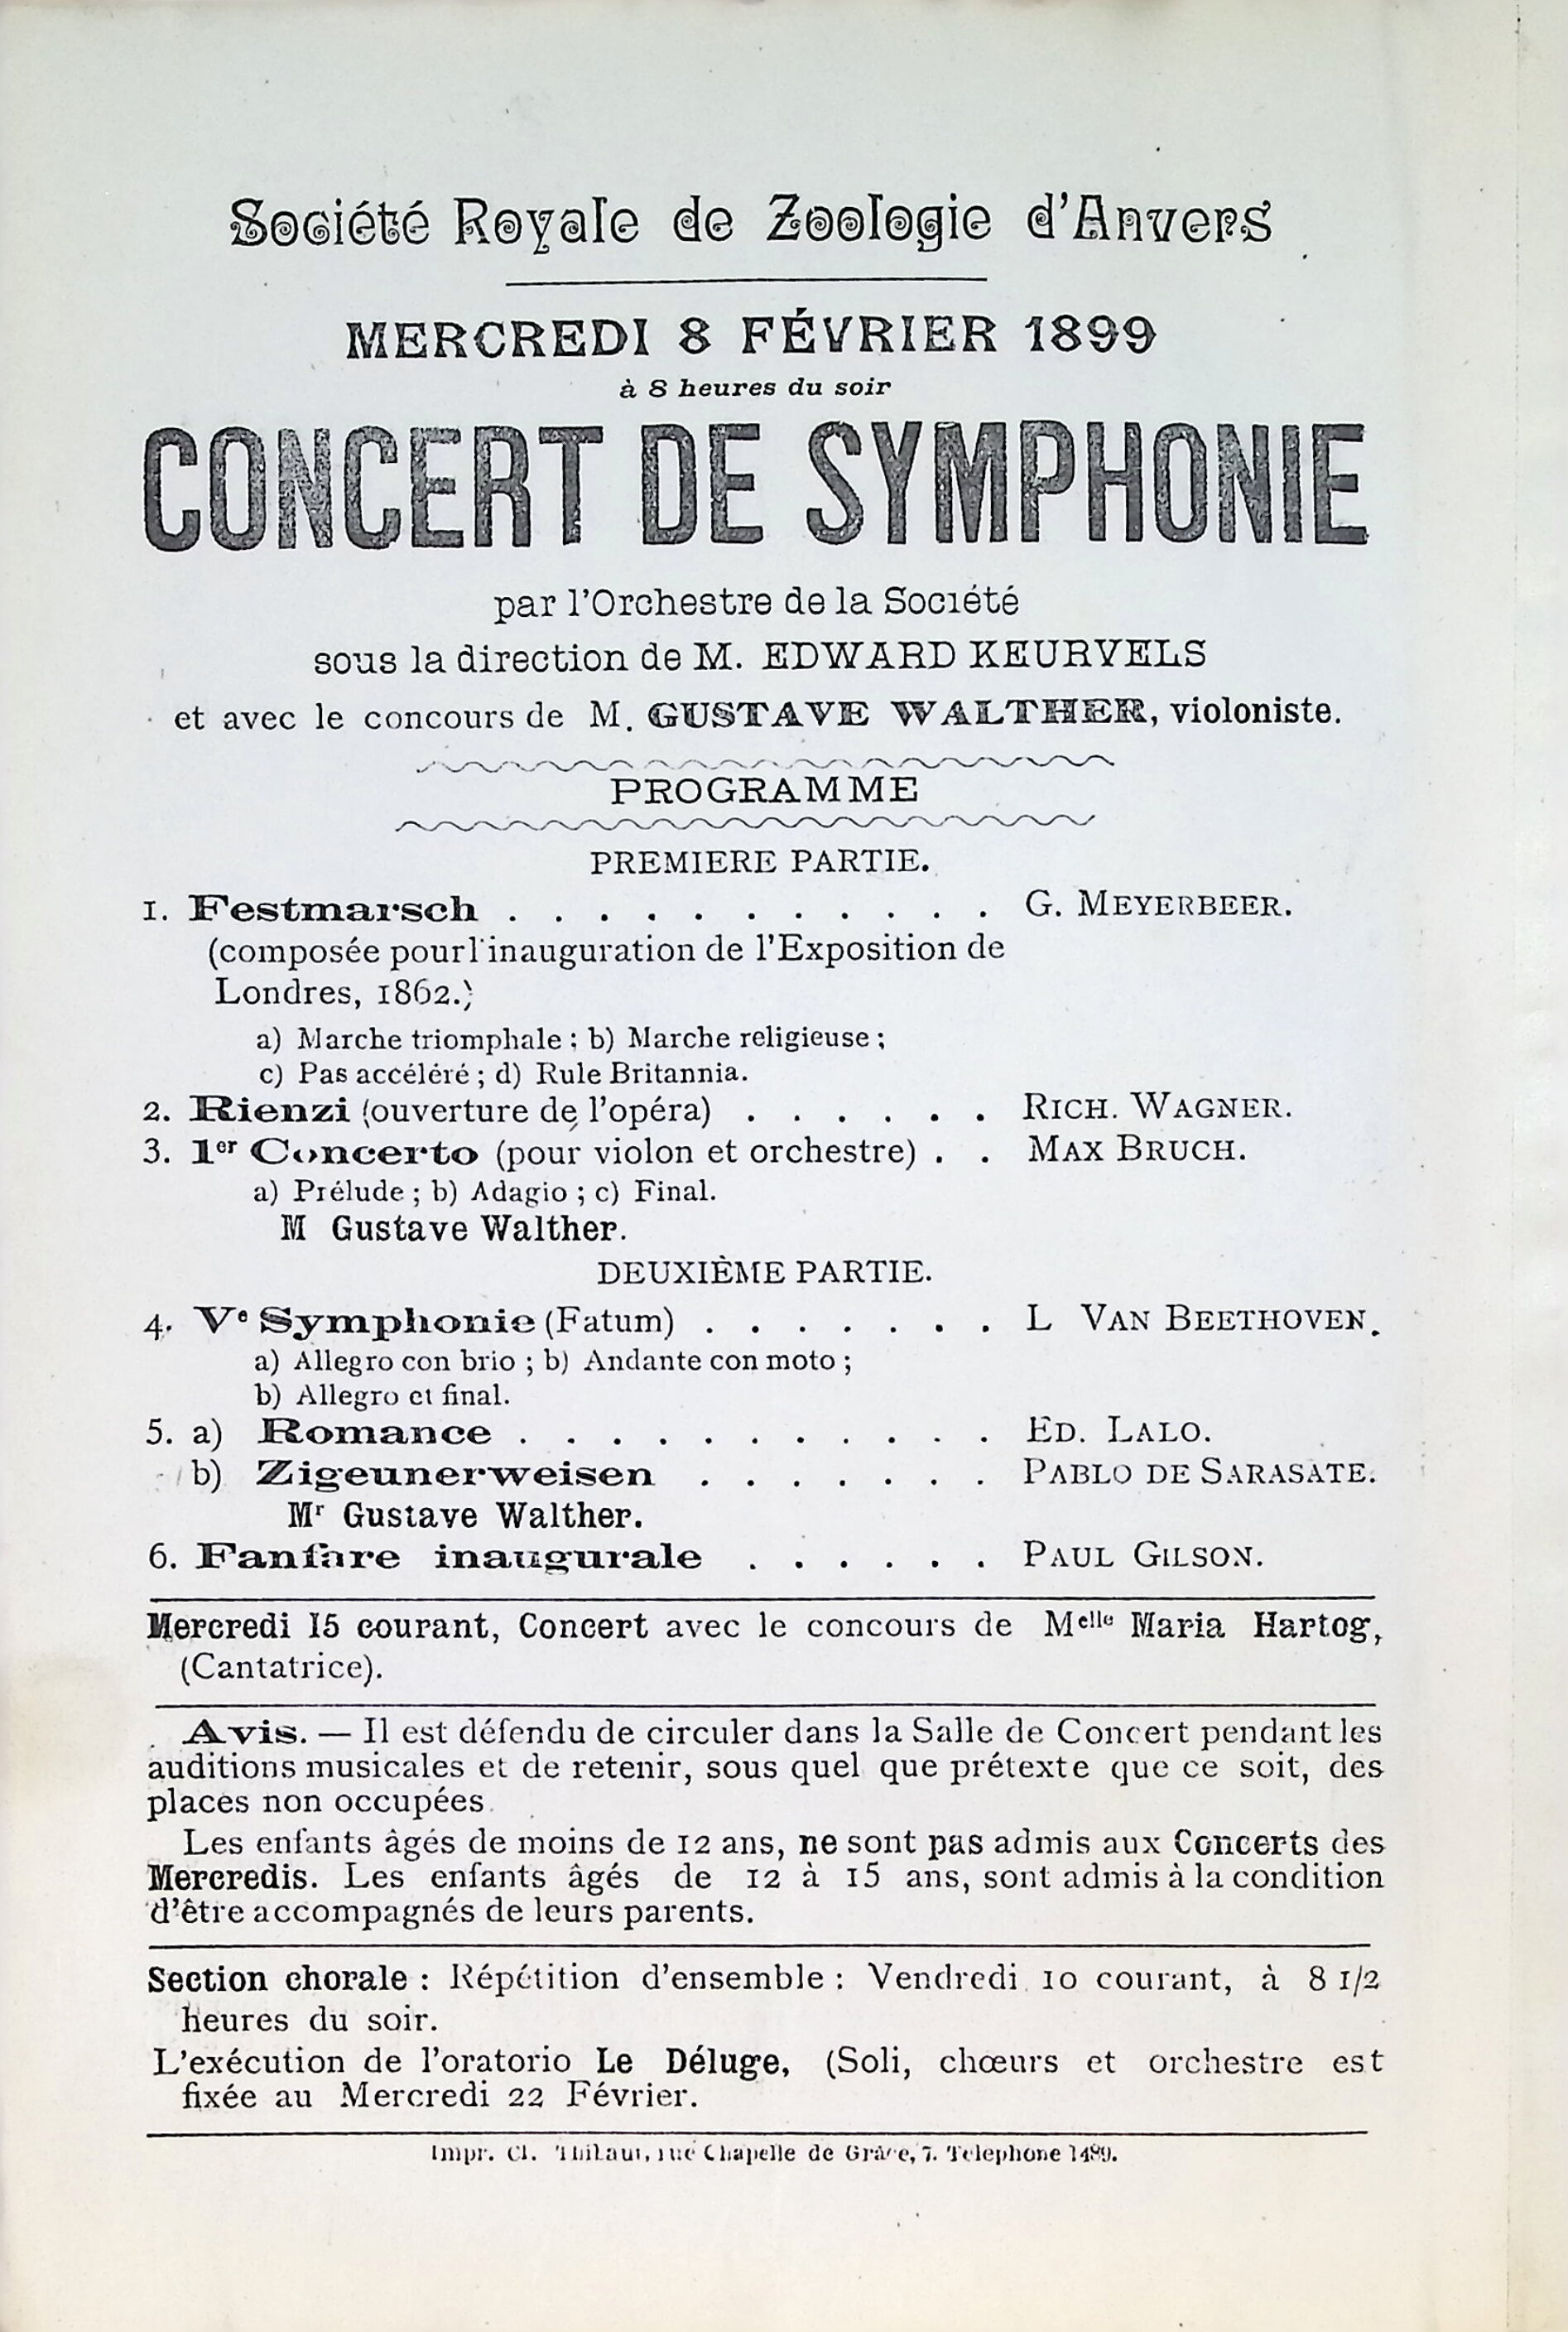 Société Royale de Zoologie d'Anvers
MERCREDI 8 FÉVRIER 1899
à 8 heures du soir
CONCERT DE SYMPHONIE
par l'Orchestre de la Société
sous la direction de M. EDWARD KEURVELS
et avec le concours de M. GUSTAVE WALTHER, violoniste.
PROGRAMME
PREMIERE PARTIE.
1. Festmarsch . . . . . . . . . . . G. MEYERBEER.
(composée pour l'inauguration de l'Exposition de
Londres, 1862.)
a) Marche triomphale ; b) Marche religieuse ;
c) Pas accéléré ; d) Rule Britannia.
2. Rienzi (ouverture de l'opéra) . . . . . . RICH. WAGNER.
3. 1er Concerto (pour violon et orchestre) . . MAX BRUCH.
a) Prélude ; b) Adagio ; c) Final.
M Gustave Walther.
DEUXIÈME PARTIE.
4. Ve Symphonie (Fatum) . . . . . . . L VAN BEETHOVEN.
a) Allegro con brio ; b) Andante con moto ;
b) Allegro et final.
5. a) Romance . . . . . . . . . . . ED. LALO.
b) Zigeunerweisen . . . . . . . PABLO DE SARASATE.
Mr Gustave Walther.
6. Fanfare inaugurale . . . . . . PAUL GILSON.
Mercredi 15 courant, Concert avec le concours de Melle Maria Hartog,
(Cantatrice).
Avis. — Il est défendu de circuler dans la Salle de Concert pendant les
auditions musicales et de retenir, sous quel que prétexte que ce soit, des
places non occupées.
Les enfants âgés de moins de 12 ans, ne sont pas admis aux Concerts des
Mercredis. Les enfants âgés de 12 à 15 ans, sont admis à la condition
d'être accompagnés de leurs parents.
Section chorale : Répétition d'ensemble : Vendredi 10 courant, à 8 1/2
heures du soir.
L'exécution de l'oratorio Le Déluge, (Soli, chœurs et orchestre est
fixée au Mercredi 22 Février.
Impr. Cl. Thibaut, rue Chapelle de Grâce, 7. Telephone 1489.